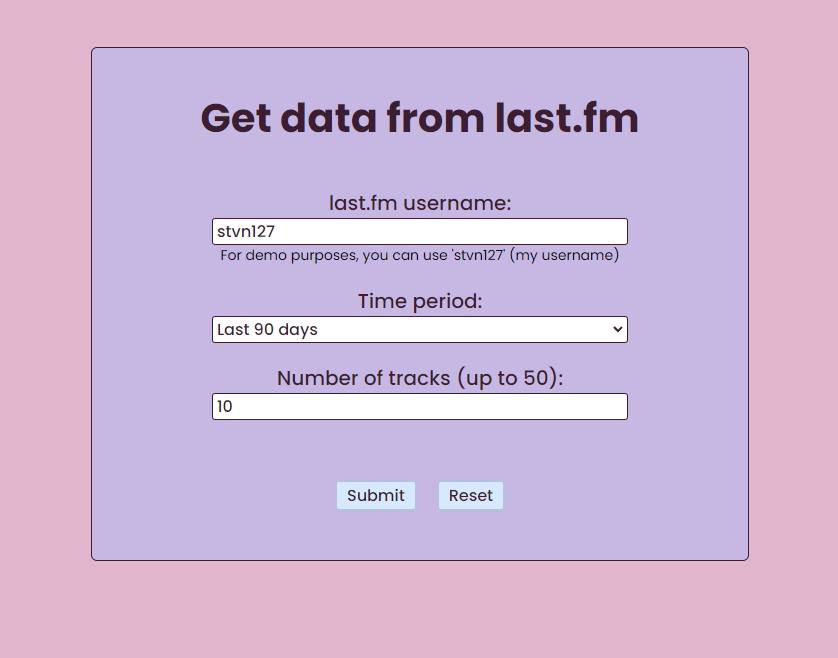 Get data from last.fm
last.fm username:
stvn127
For demo purposes, you can use 'stvn127' (my username)
Time period:
Last 90 days
Number of tracks (up to 50):
10
Submit Reset